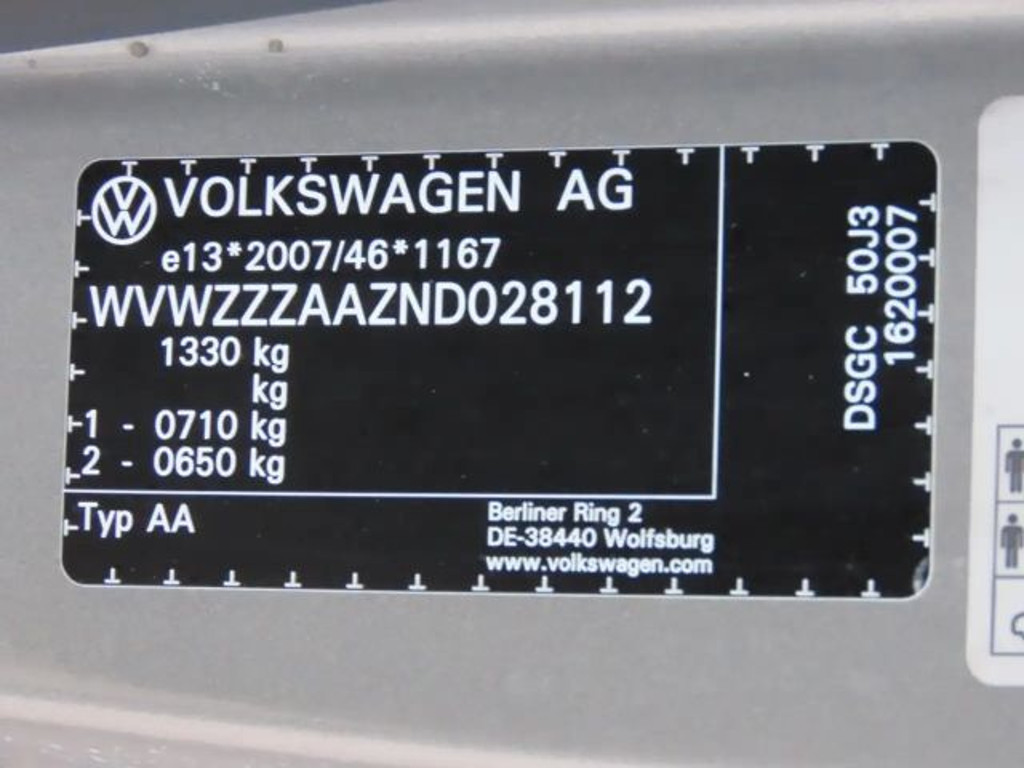 VOLKSWAGEN AG
e13*2007/46*1167
WVWZZZAAZND028112
1330 kg
kg
1 - 0710 kg
2 - 0650 kg
Typ AA
Berliner Ring 2
DE-38440 Wolfsburg
www.volkswagen.com
DSGC 50J3
1620007